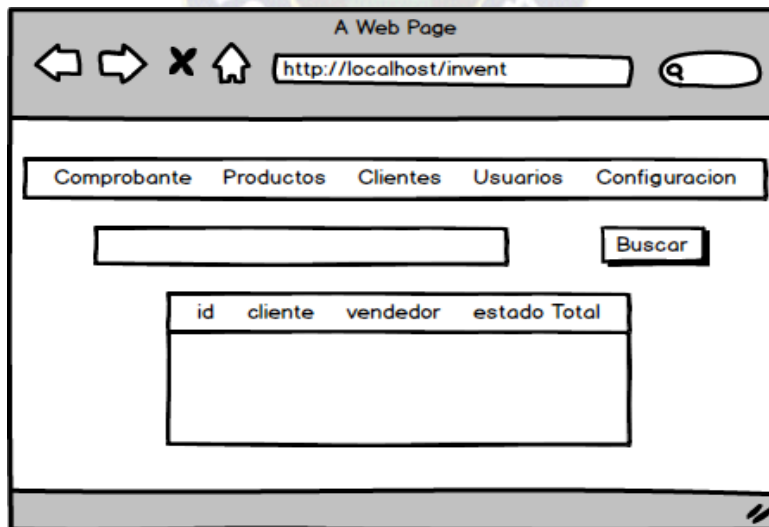 A Web Page
http://localhost/invent
Comprobante Productos Clientes Usuarios Configuracion
Buscar
id cliente vendedor estado Total